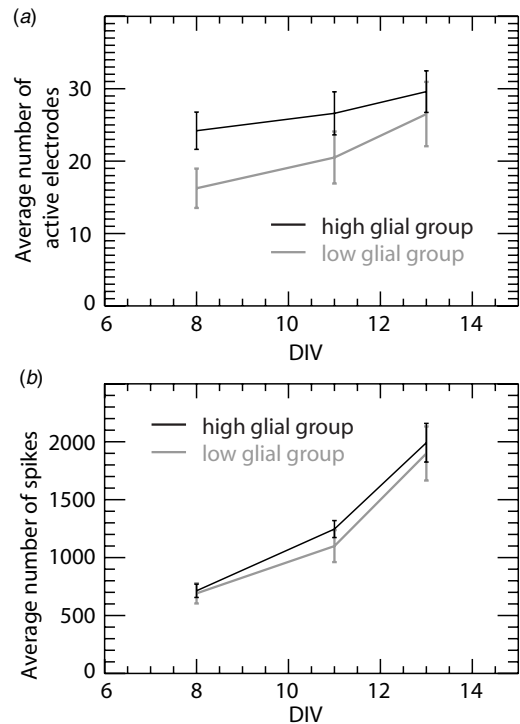 (a)
Average number of
active electrodes
30
20
10
0
high glial group
low glial group
6 8 10 12 14
DIV
(b)
Average number of spikes
2000
1500
1000
500
0
high glial group
low glial group
6 8 10 12 14
DIV